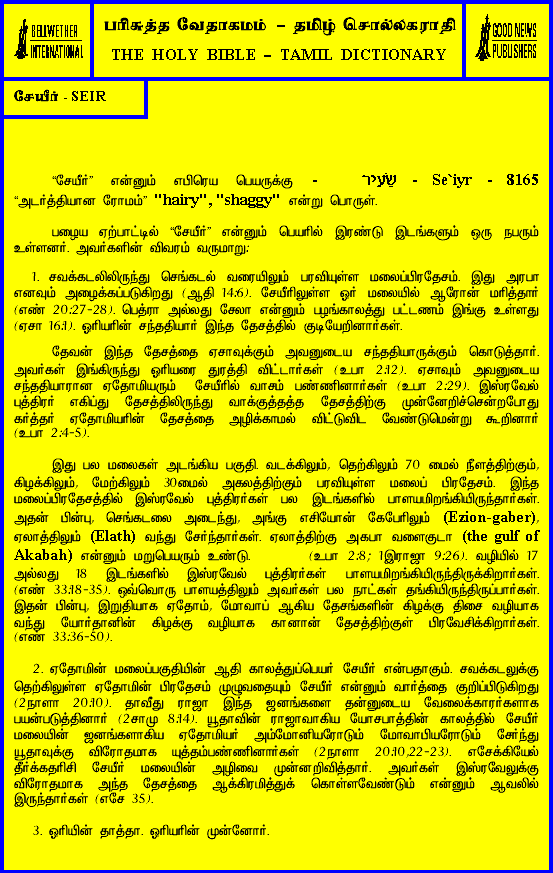 BELLWETHER
INTERNATIONAL
பரிசுத்த வேதாகமம் – தமிழ் சொல்லகராதி
THE HOLY BIBLE – TAMIL DICTIONARY
GOOD NEWS
PUBLISHERS
சேயீர் - SEIR
“சேயீர்” என்னும் எபிரெய பெயருக்கு - שׂעיר - Se`iyr - 8165
“அடர்த்தியான ரோமம்” "hairy", "shaggy" என்று பொருள்.
பழைய ஏற்பாட்டில் “சேயீர்” என்னும் பெயரில் இரண்டு இடங்களும் ஒரு நபரும்
உள்ளனர். அவர்களின் விவரம் வருமாறு:
1. சவக்கடலிலிருந்து செங்கடல் வரையிலும் பரவியுள்ள மலைப்பிரதேசம். இது அரபா
எனவும் அழைக்கப்படுகிறது (ஆதி 14:6). சேயீரிலுள்ள ஓர் மலையில் ஆரோன் மரித்தார்
(எண் 20:27-28). பெத்ரா அல்லது சேலா என்னும் பழங்காலத்து பட்டணம் இங்கு உள்ளது
(ஏசா 16:1). ஓரியரின் சந்ததியார் இந்த தேசத்தில் குடியேறினார்கள்.
தேவன் இந்த தேசத்தை ஏசாவுக்கும் அவனுடைய சந்ததியாருக்கும் கொடுத்தார்.
அவர்கள் இங்கிருந்து ஓரியரை துரத்தி விட்டார்கள் (உபா 2:12). ஏசாவும் அவனுடைய
சந்ததியாரான ஏதோமியரும் சேயீரில் வாசம் பண்ணினார்கள் (உபா 2:29). இஸ்ரவேல்
புத்திரர் எகிப்து தேசத்திலிருந்து வாக்குத்தத்த தேசத்திற்கு முன்னேறிச்சென்றபோது
கர்த்தர் ஏதோமியரின் தேசத்தை அழிக்காமல் விட்டுவிட வேண்டுமென்று கூறினார்
(உபா 2:4-5).
இது பல மலைகள் அடங்கிய பகுதி. வடக்கிலும், தெற்கிலும் 70 மைல் நீளத்திற்கும்,
கிழக்கிலும், மேற்கிலும் 30மைல் அகலத்திற்கும் பரவியுள்ள மலைப் பிரதேசம். இந்த
மலைப்பிரதேசத்தில் இஸ்ரவேல் புத்திரர்கள் பல இடங்களில் பாளயமிறங்கியிருந்தார்கள்.
அதன் பின்பு, செங்கடலை அடைந்து, அங்கு எசியோன் கேபேரிலும் (Ezion-gaber),
ஏலாத்திலும் (Elath) வந்து சேர்ந்தார்கள். ஏலாத்திற்கு அகபா வளைகுடா (the gulf of
Akabah) என்னும் மறுபெயரும் உண்டு. (உபா 2:8; 1இராஜா 9:26). வழியில் 17
அல்லது 18 இடங்களில் இஸ்ரவேல் புத்திரர்கள் பாளயமிறங்கியிருந்திருக்கிறார்கள்.
(எண் 33:18-35). ஒவ்வொரு பாளயத்திலும் அவர்கள் பல நாட்கள் தங்கியிருந்திருப்பார்கள்.
இதன் பின்பு, இறுதியாக ஏதோம், மோவாப் ஆகிய தேசங்களின் கிழக்கு திசை வழியாக
வந்து யோர்தானின் கிழக்கு வழியாக கானான் தேசத்திற்குள் பிரவேசிக்கிறார்கள்.
(எண் 33:36-50).
2. ஏதோமின் மலைப்பகுதியின் ஆதி காலத்துப்பெயர் சேயீர் என்பதாகும். சவக்கடலுக்கு
தெற்கிலுள்ள ஏதோமின் பிரதேசம் முழுவதையும் சேயீர் என்னும் வார்த்தை குறிப்பிடுகிறது
(2நாளா 20:10). தாவீது ராஜா இந்த ஜனங்களை தன்னுடைய வேலைக்காரர்களாக
பயன்படுத்தினார் (2சாமு 8:14). யூதாவின் ராஜாவாகிய யோசபாத்தின் காலத்தில் சேயீர்
மலையின் ஜனங்களாகிய ஏதோமியர் அம்மோனியரோடும் மோவாபியரோடும் சேர்ந்து
யூதாவுக்கு விரோதமாக யுத்தம்பண்ணினார்கள் (2நாளா 20:10,22-23). எசேக்கியேல்
தீர்க்கதரிசி சேயீர் மலையின் அழிவை முன்னறிவித்தார். அவர்கள் இஸ்ரவேலுக்கு
விரோதமாக அந்த தேசத்தை ஆக்கிரமித்துக் கொள்ளவேண்டும் என்னும் ஆவலில்
இருந்தார்கள் (எசே 35).
3. ஓரியின் தாத்தா. ஓரியரின் முன்னோர்.